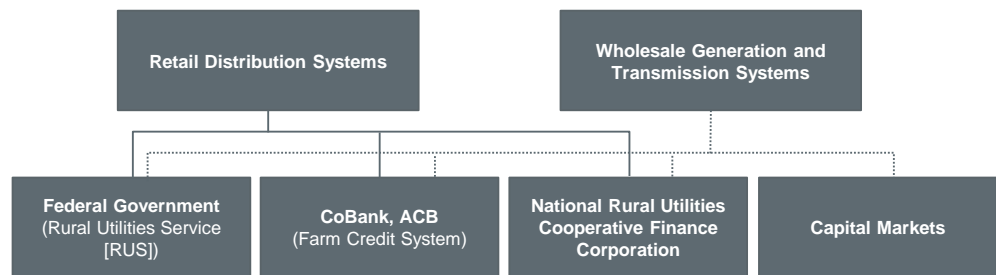 Retail Distribution Systems
Wholesale Generation and
Transmission Systems
Federal Government
(Rural Utilities Service
[RUS])
CoBank, ACB
(Farm Credit System)
National Rural Utilities
Cooperative Finance
Corporation
Capital Markets